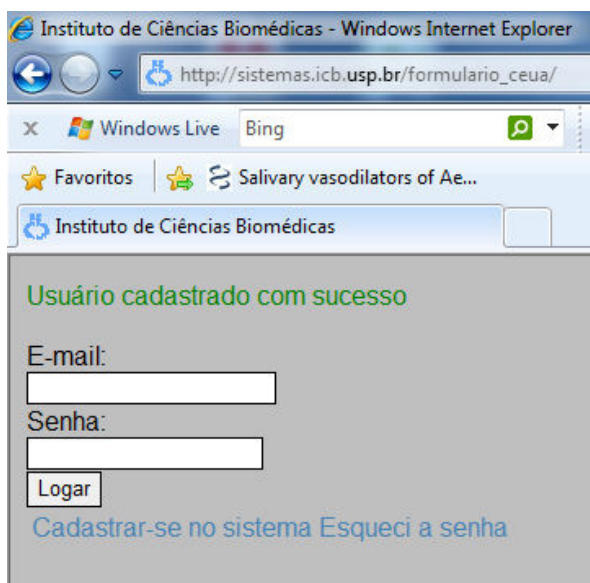 Instituto de Ciências Biomédicas - Windows Internet Explorer
http://sistemas.icb.usp.br/formulario_ceua/
x Windows Live Bing
Favoritos Salivary vasodilators of Ae...
Instituto de Ciências Biomédicas
Usuário cadastrado com sucesso
E-mail:
Senha:
Logar
Cadastrar-se no sistema Esqueci a senha